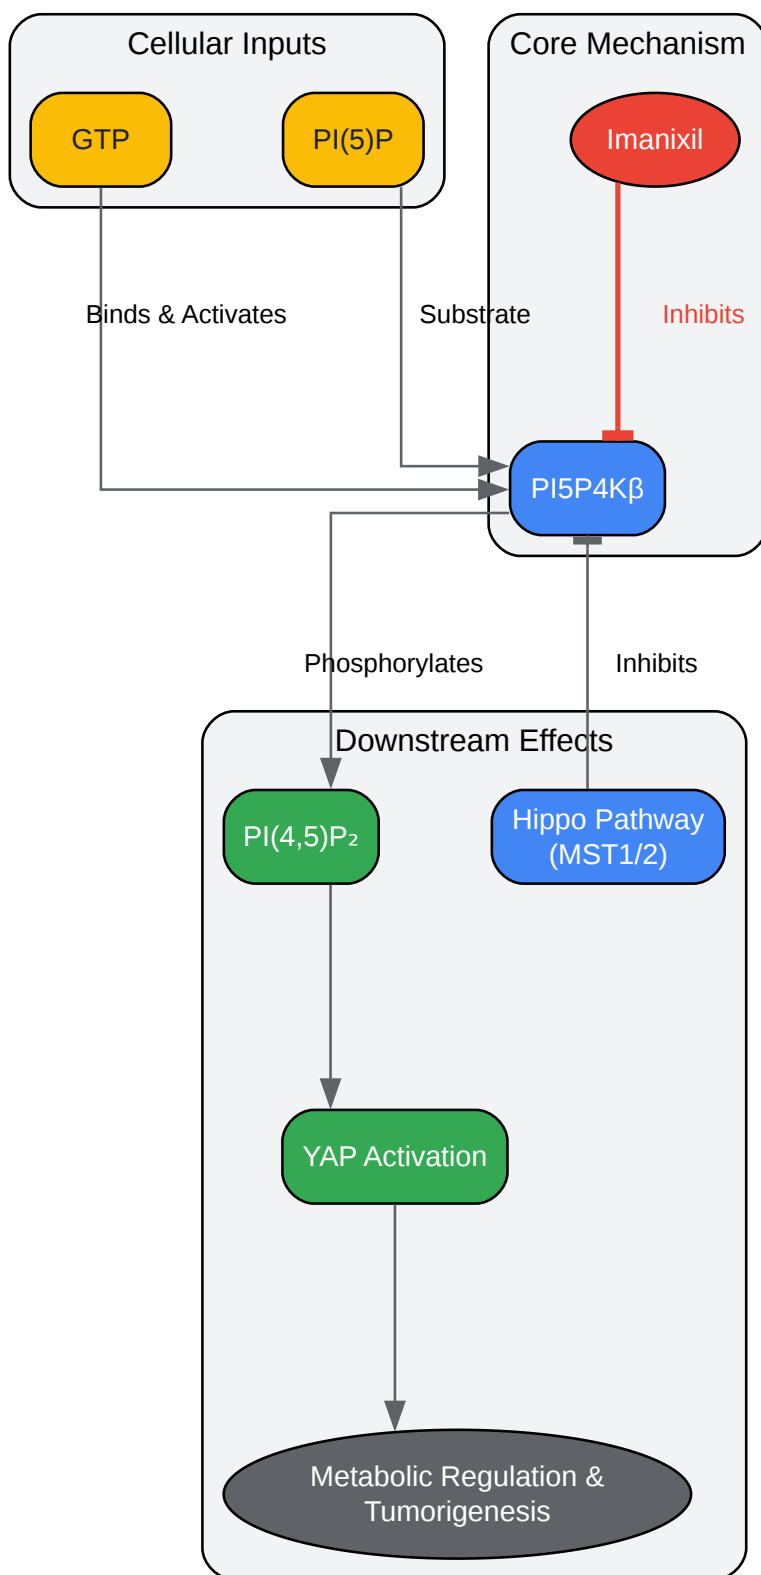 Cellular Inputs
Core Mechanism
GTP
PI(5)P
Imanixil
Binds & Activates
Substrate
Inhibits
PI5P4Kβ
Phosphorylates
Inhibits
Downstream Effects
PI(4,5)P₂
Hippo Pathway
(MST1/2)
YAP Activation
Metabolic Regulation &
Tumorigenesis